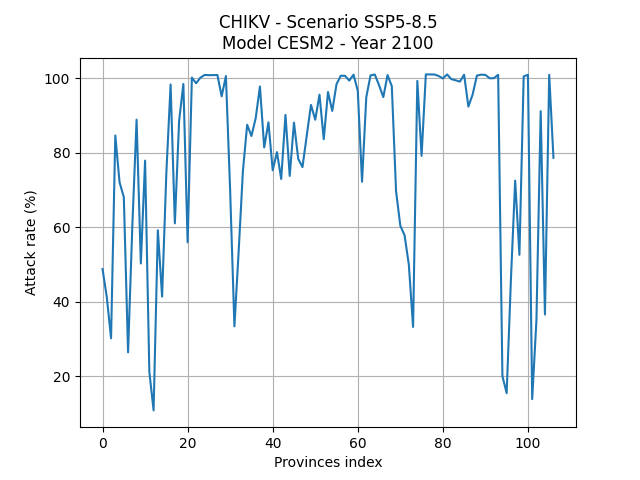 CHIKV - Scenario SSP5-8.5
Model CESM2 - Year 2100
100
80
60
40
20
Attack rate (%)
0 20 40 60 80 100
Provinces index